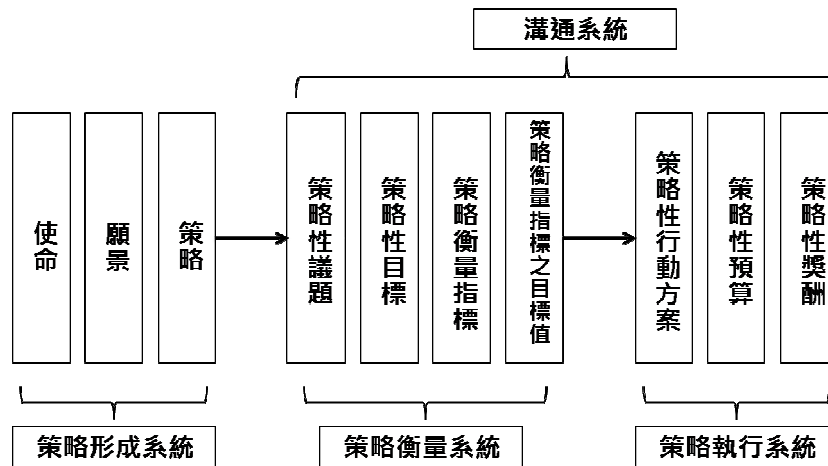 溝通系統
使命
願景
策略
策略性議題
策略性目標
策略衡量指標
策略衡量指標之目標值
策略性行動方案
策略性預算
策略性獎酬
策略形成系統
策略衡量系統
策略執行系統